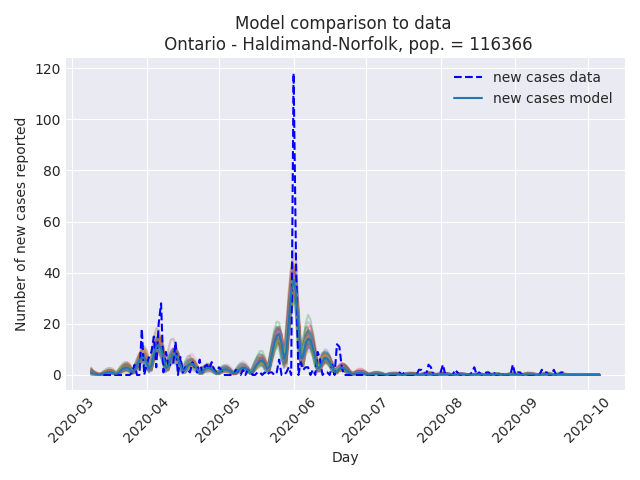 Model comparison to data
Ontario - Haldimand-Norfolk, pop. = 116366
new cases data
new cases model
Number of new cases reported
120
100
80
60
40
20
0
2020-03
2020-04
2020-05
2020-06
2020-07
2020-08
2020-09
2020-10
Day